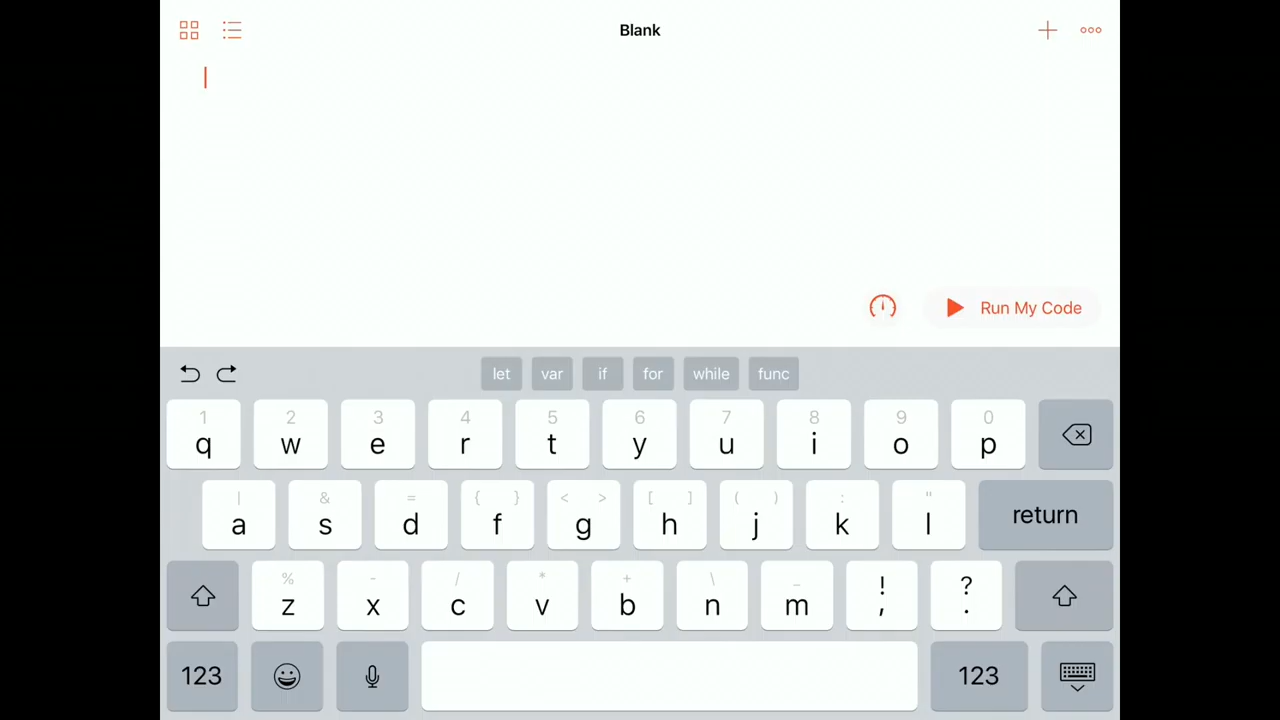 Blank
Run My Code
let var if for while func
1 2 3 4 5 6 7 8 9 0
q w e r t y u i o p
| & = { } < > [ ] ( ) : "
a s d f g h j k l return
% - / * + \ _ ! ?
z x c v b n m , .
123 123